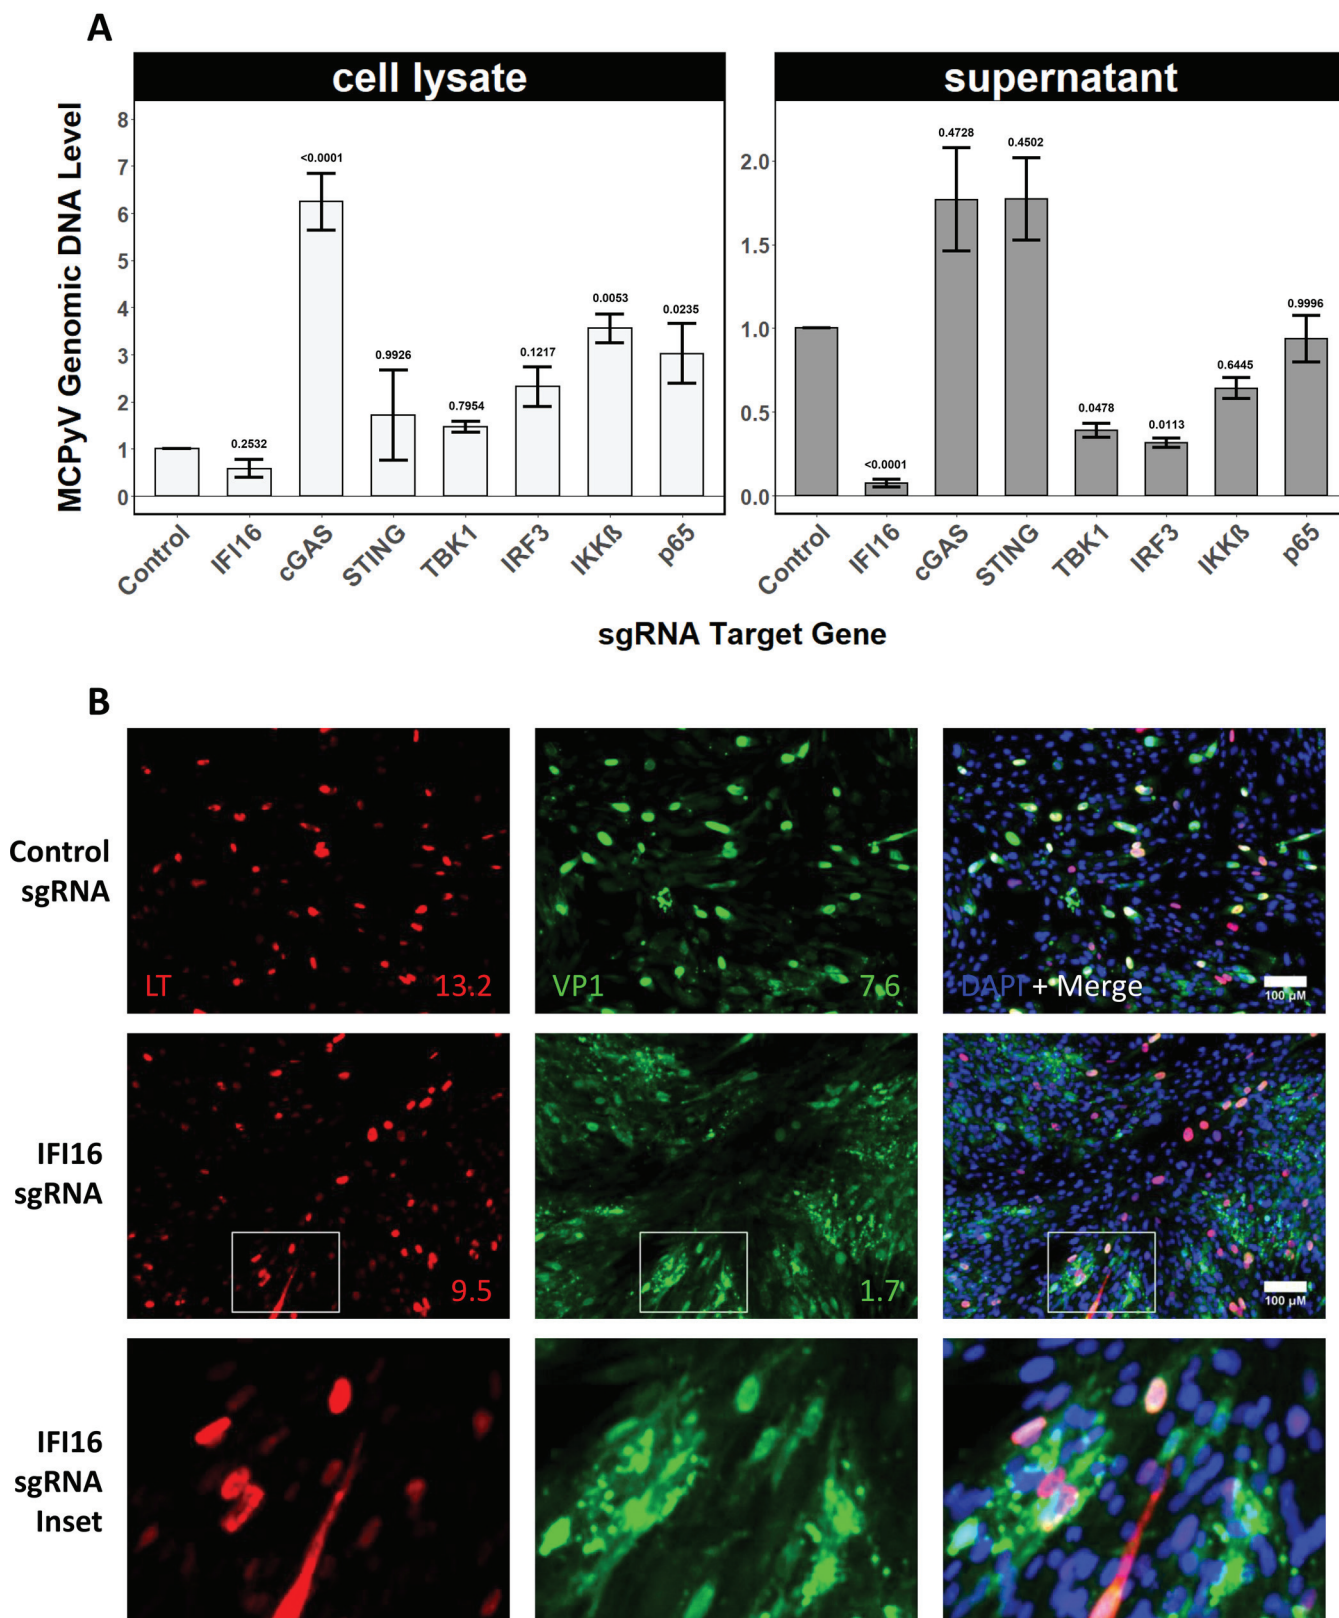 A
cell lysate
supernatant
MCPyV Genomic DNA Level
8
7
6
5
4
3
2
1
0
<0.0001
0.2532
0.9926
0.7954
0.1217
0.0053
0.0235
Control
IFI16
cGAS
STING
TBK1
IRF3
IKKß
p65
2.0
1.5
1.0
0.5
0.0
<0.0001
0.4728
0.4502
0.0478
0.0113
0.6445
0.9996
Control
IFI16
cGAS
STING
TBK1
IRF3
IKKß
p65
sgRNA Target Gene
B
Control
sgRNA
LT
13.2
VP1
7.6
DAPI + Merge
100 µM
IFI16
sgRNA
9.5
1.7
100 µM
IFI16
sgRNA
Inset